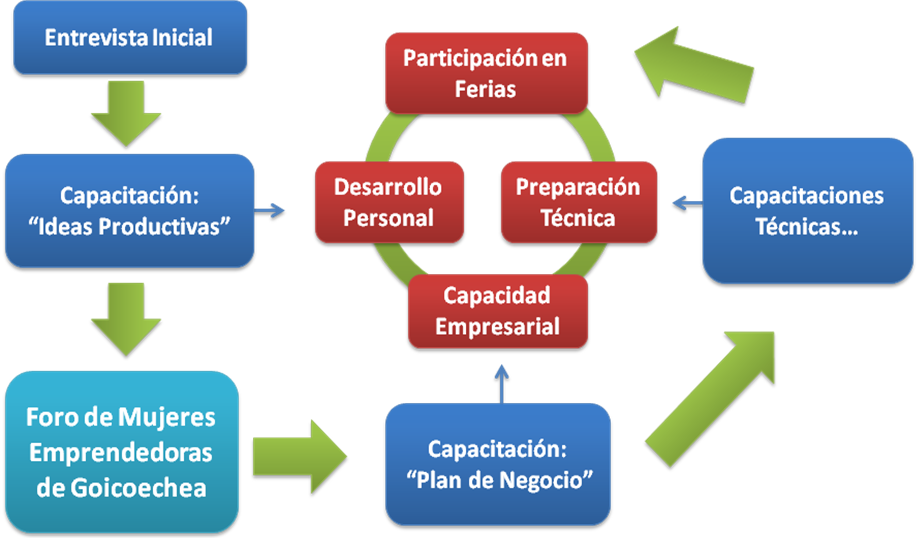 Entrevista Inicial
Capacitación:
“Ideas Productivas”
Foro de Mujeres
Emprendedoras
de Goicoechea
Capacitación:
“Plan de Negocio”
Capacitaciones
Técnicas...
Participación en
Ferias
Desarrollo
Personal
Preparación
Técnica
Capacidad
Empresarial